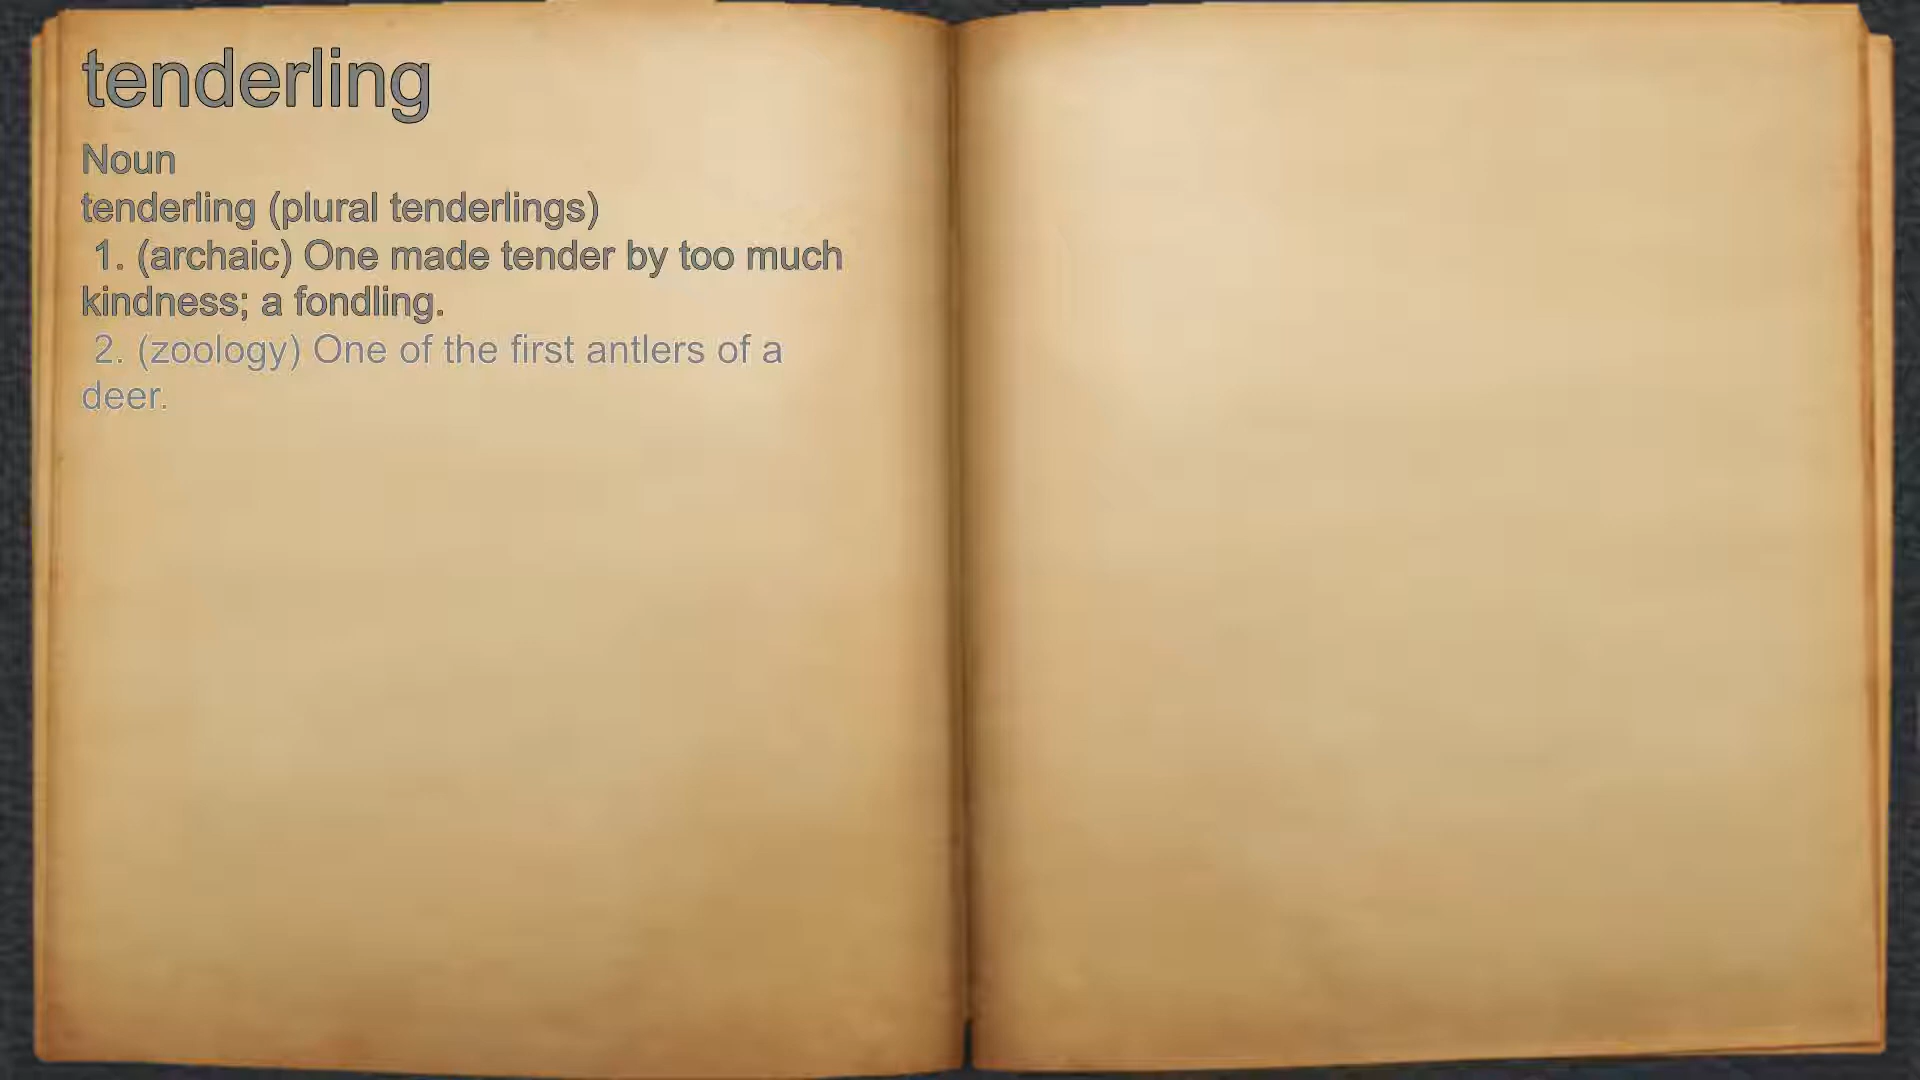 tenderling
Noun
tenderling (plural tenderlings)
1. (archaic) One made tender by too much
kindness; a fondling.
2. (zoology) One of the first antlers of a
deer.